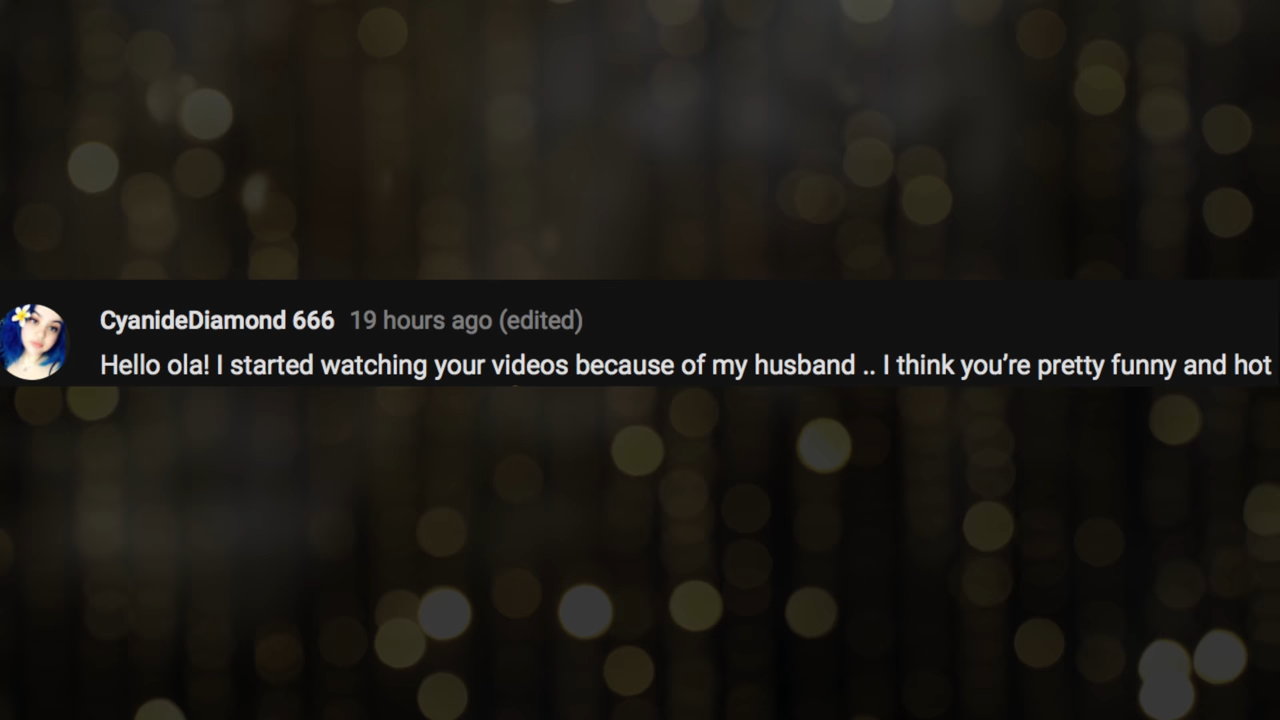 CyanideDiamond 666 19 hours ago (edited)
Hello ola! I started watching your videos because of my husband .. I think you’re pretty funny and hot